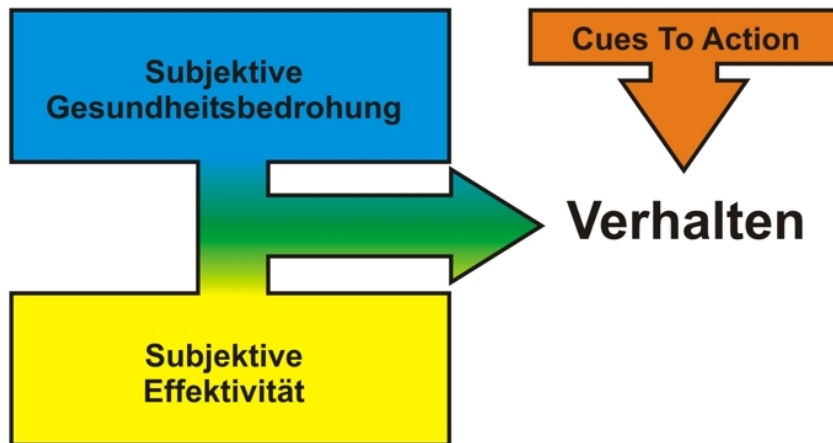 Subjektive
Gesundheitsbedrohung
Cues To Action
Verhalten
Subjektive
Effektivität